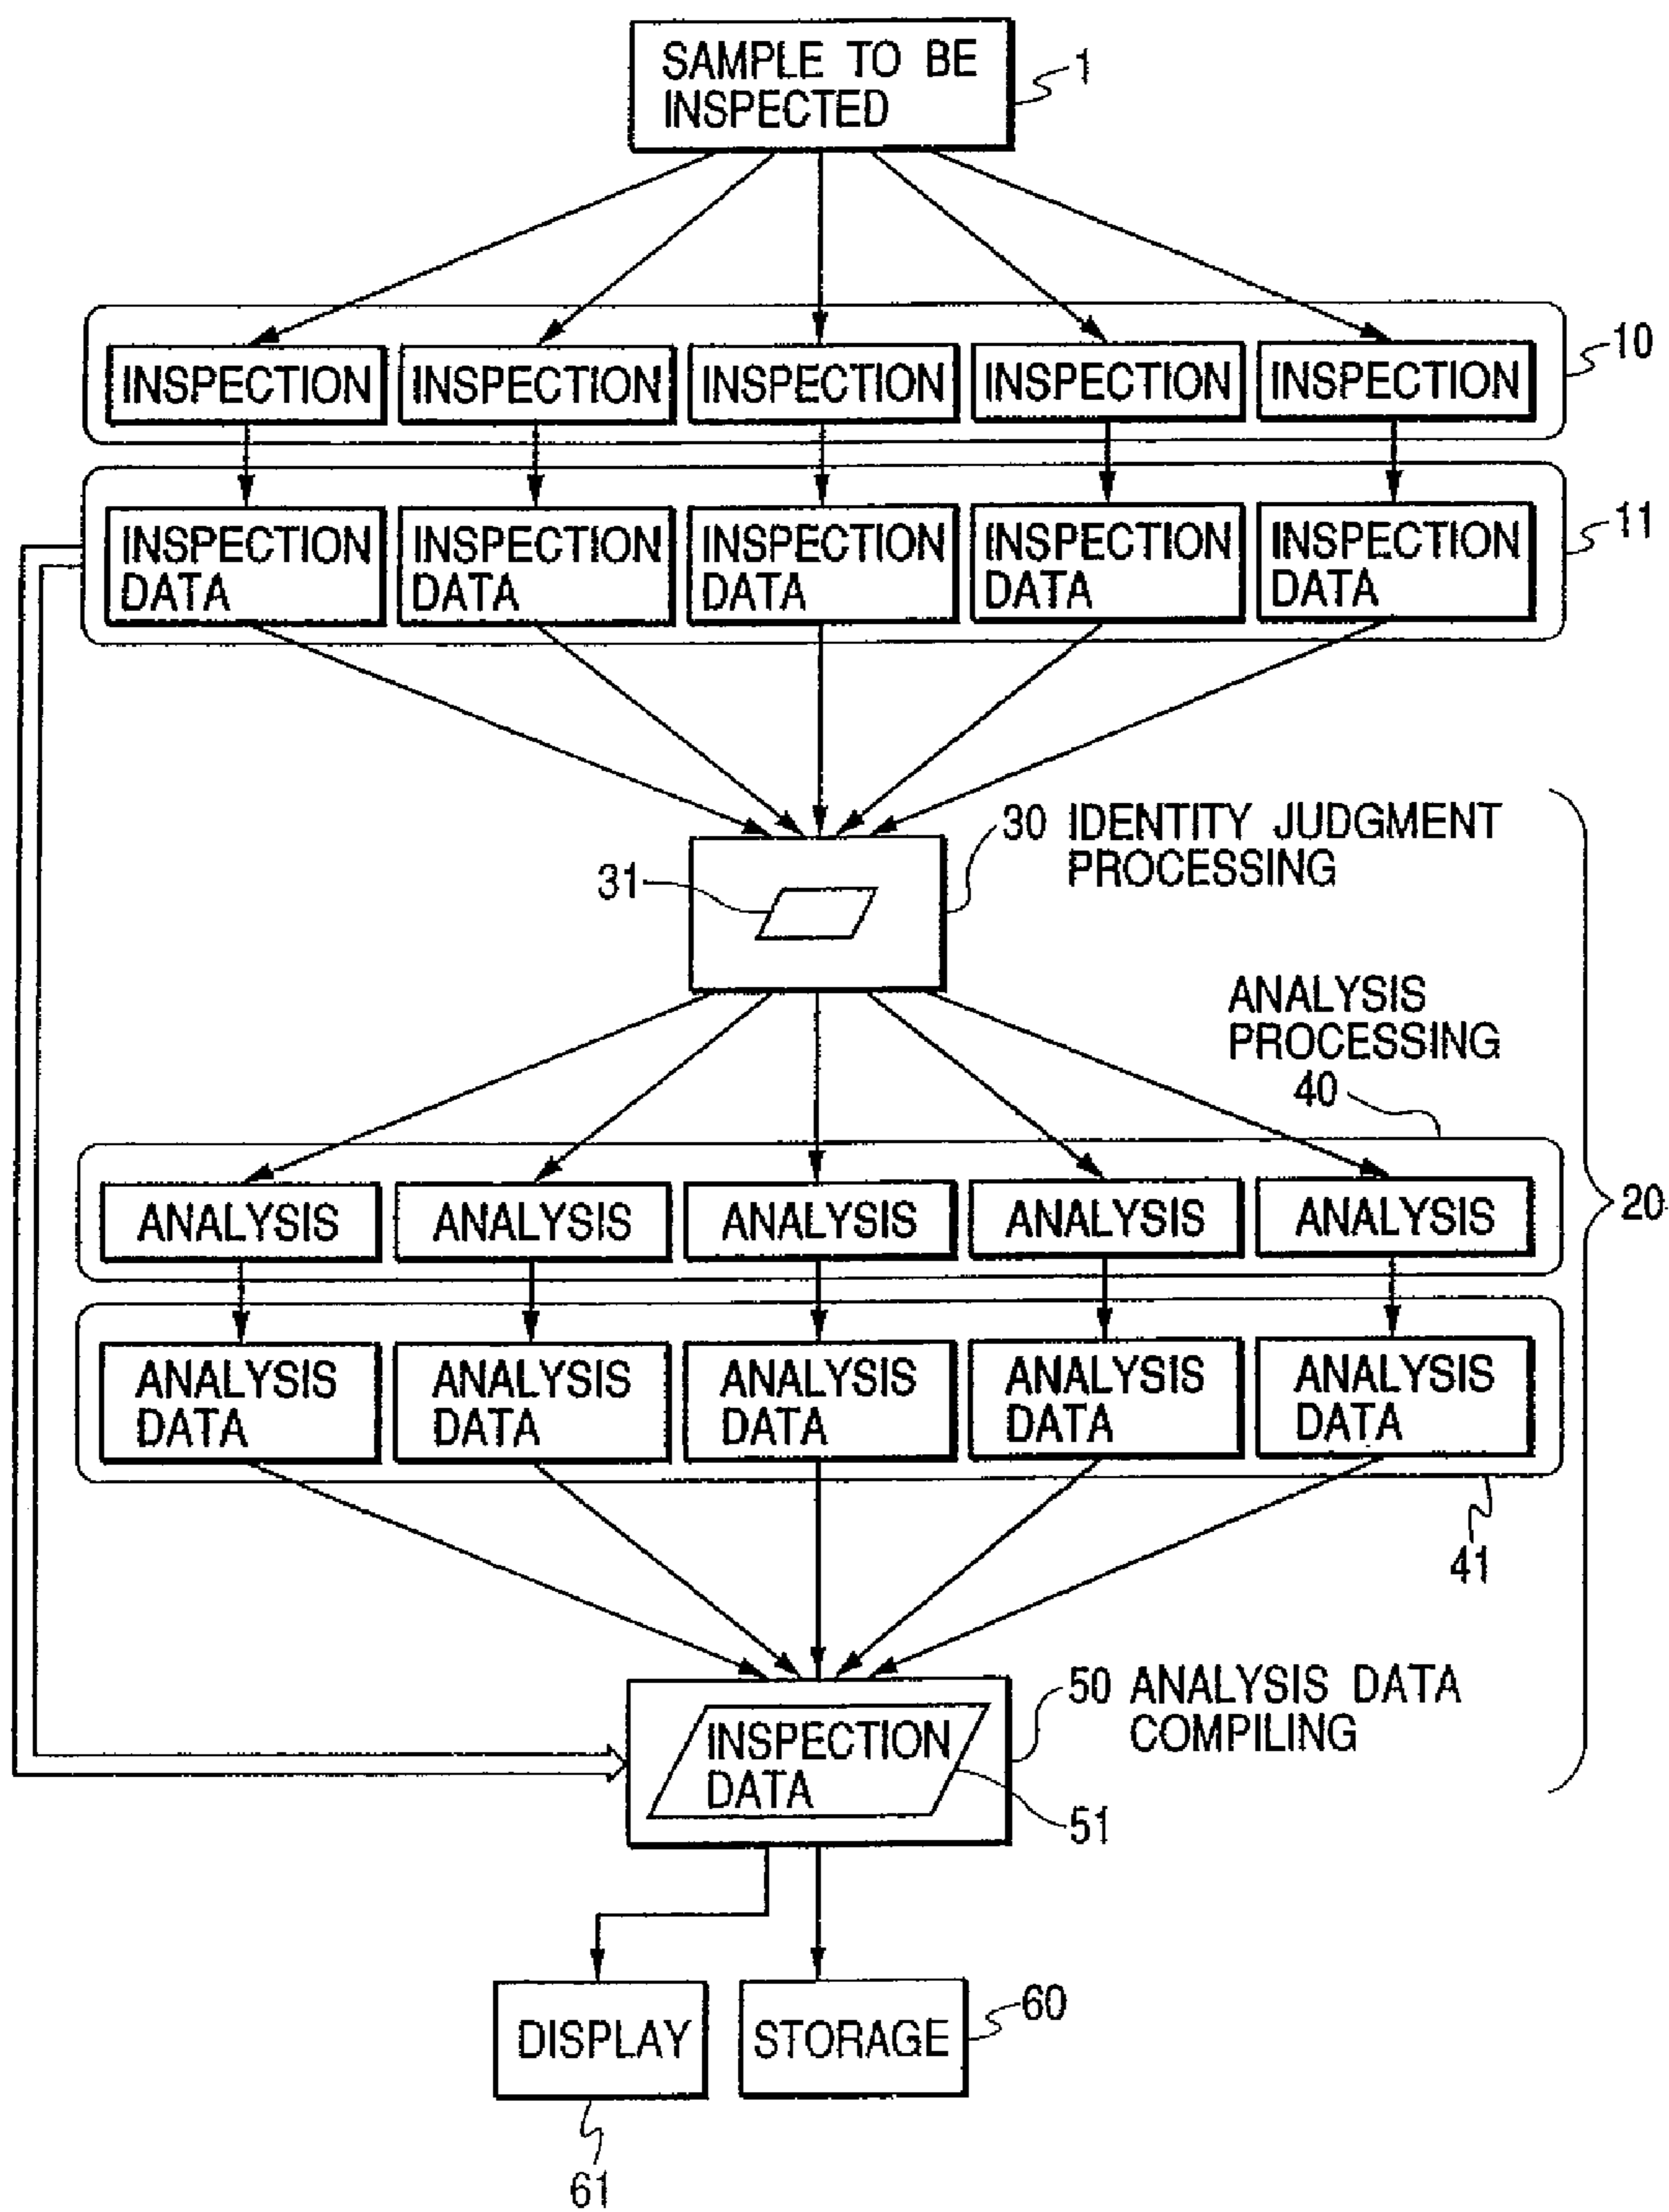 SAMPLE TO BE
INSPECTED
1
INSPECTION
INSPECTION
INSPECTION
INSPECTION
INSPECTION
10
INSPECTION
DATA
INSPECTION
DATA
INSPECTION
DATA
INSPECTION
DATA
INSPECTION
DATA
11
30 IDENTITY JUDGMENT
PROCESSING
31
ANALYSIS
PROCESSING
40
ANALYSIS
ANALYSIS
ANALYSIS
ANALYSIS
ANALYSIS
20
ANALYSIS
DATA
ANALYSIS
DATA
ANALYSIS
DATA
ANALYSIS
DATA
ANALYSIS
DATA
41
50 ANALYSIS DATA
COMPILING
INSPECTION
DATA
51
DISPLAY
STORAGE
60
61